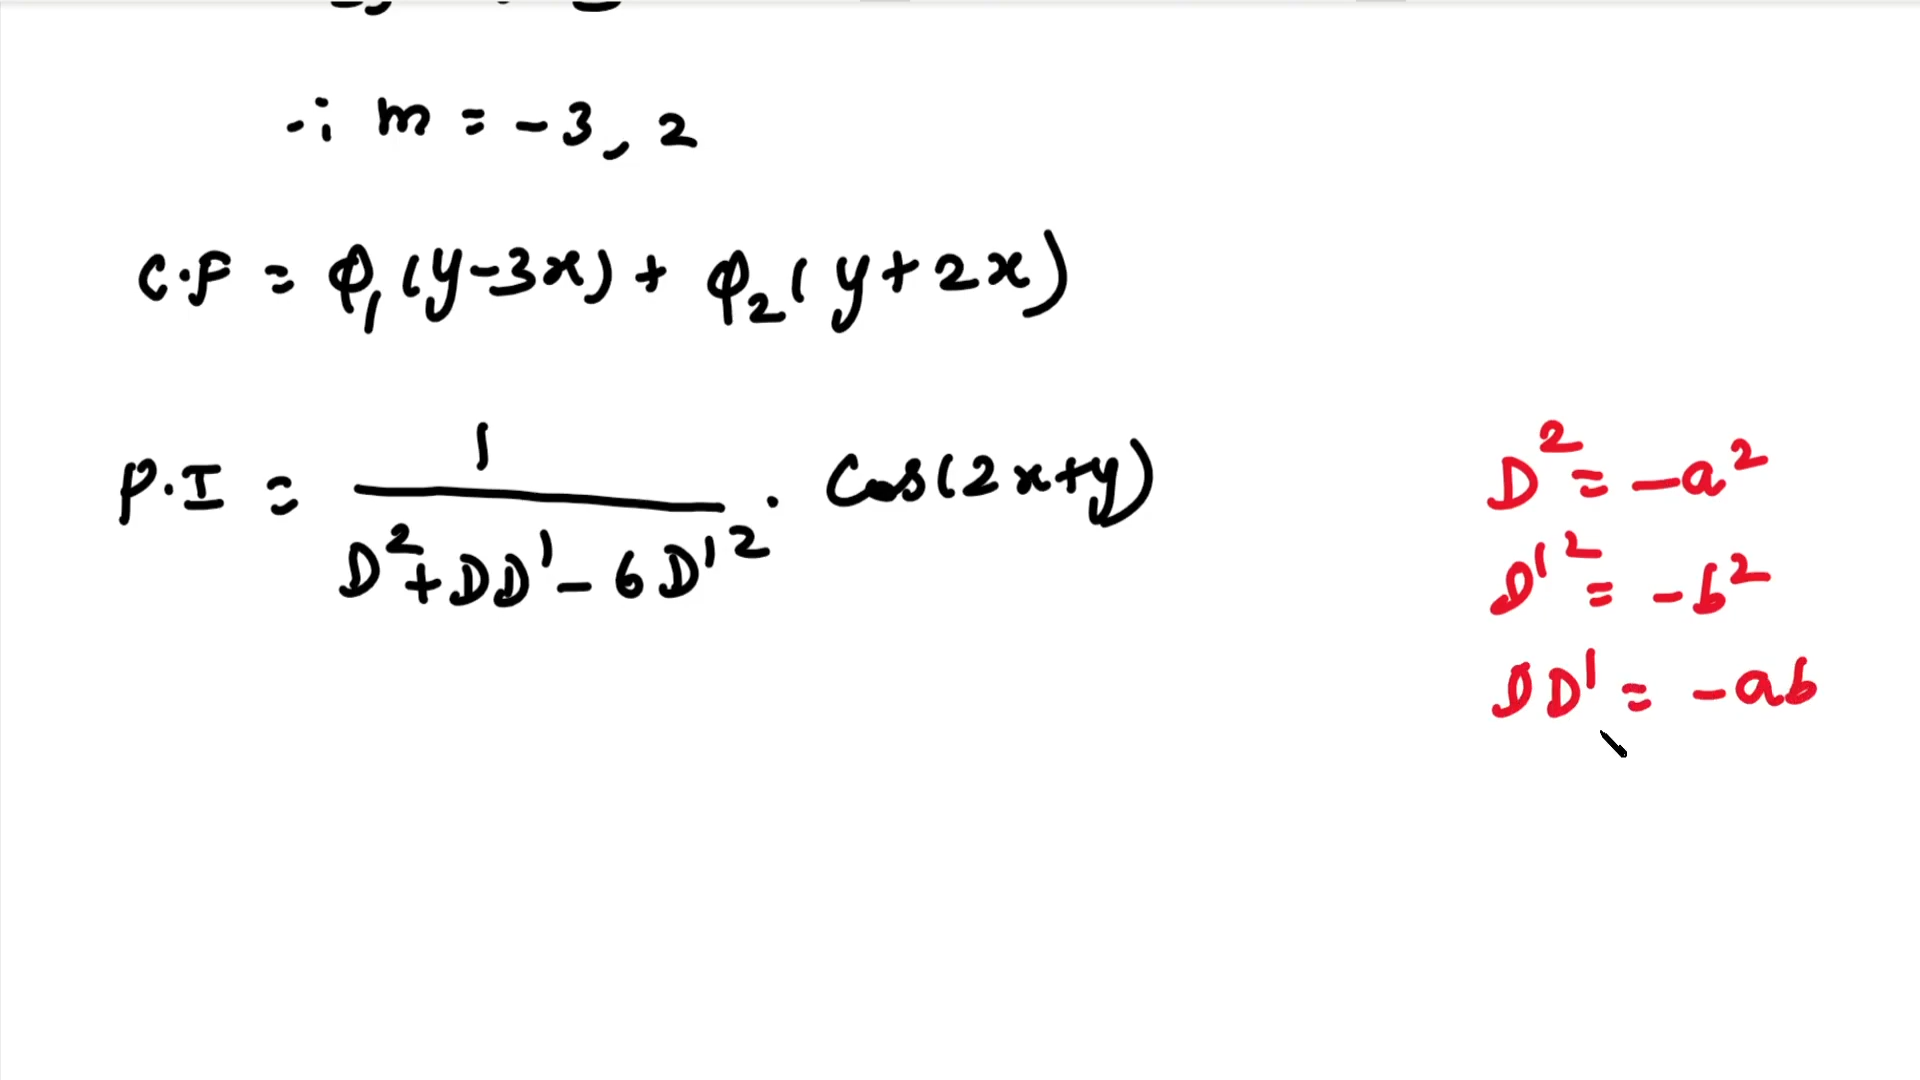 ∴ m = -3, 2
C.F = φ₁(y-3x) + φ₂(y+2x)
P.I = 1/(D²+DD'-6D'²) · Cos(2x+y)
D² = -a²
D'² = -b²
DD' = -ab